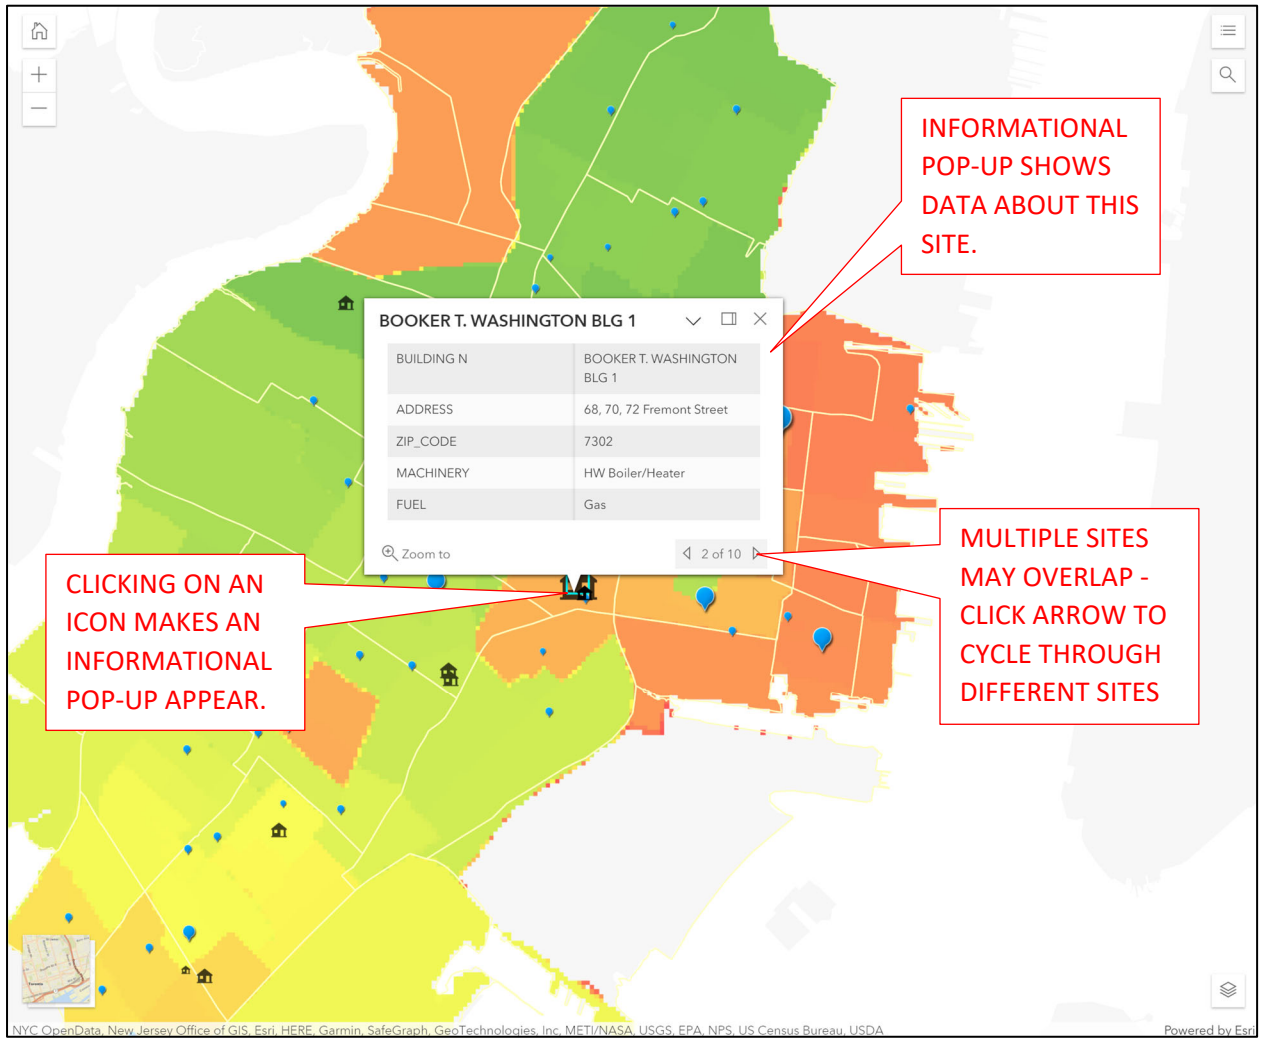 INFORMATIONAL
POP-UP SHOWS
DATA ABOUT THIS
SITE.
BOOKER T. WASHINGTON BLG 1
BUILDING N
BOOKER T. WASHINGTON
BLG 1
ADDRESS
68, 70, 72 Fremont Street
ZIP_CODE
7302
MACHINERY
HW Boiler/Heater
FUEL
Gas
Zoom to
2 of 10
CLICKING ON AN
ICON MAKES AN
INFORMATIONAL
POP-UP APPEAR.
MULTIPLE SITES
MAY OVERLAP -
CLICK ARROW TO
CYCLE THROUGH
DIFFERENT SITES
NYC OpenData, New Jersey Office of GIS, Esri, HERE, Garmin, SafeGraph, GeoTechnologies, Inc, METI/NASA, USGS, EPA, NPS, US Census Bureau, USDA
Powered by Esri